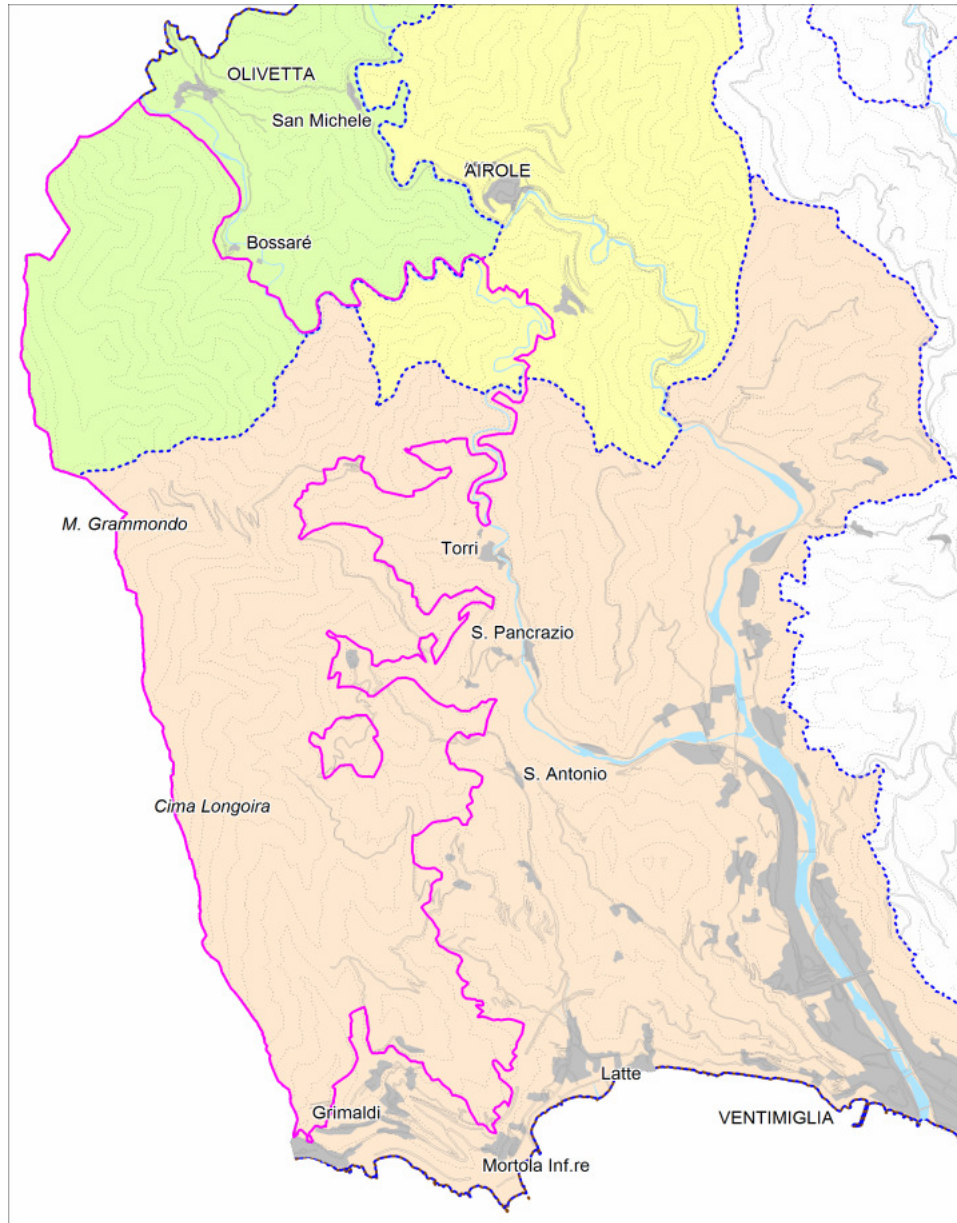 OLIVETTA
San Michele
AIROLE
Bossaré
M. Grammondo
Torri
S. Pancrazio
S. Antonio
Cima Longoira
Latte
Grimaldi
VENTIMIGLIA
Mortola Inf.re